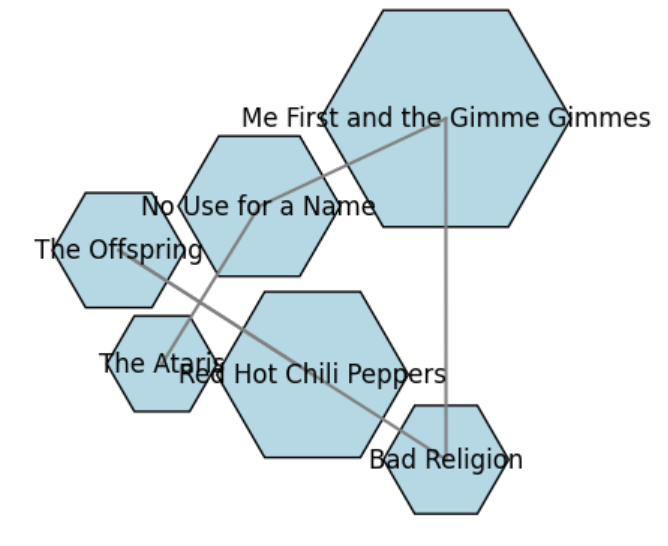 Me First and the Gimme Gimmes
No Use for a Name
The Offspring
The Ataris
Red Hot Chili Peppers
Bad Religion